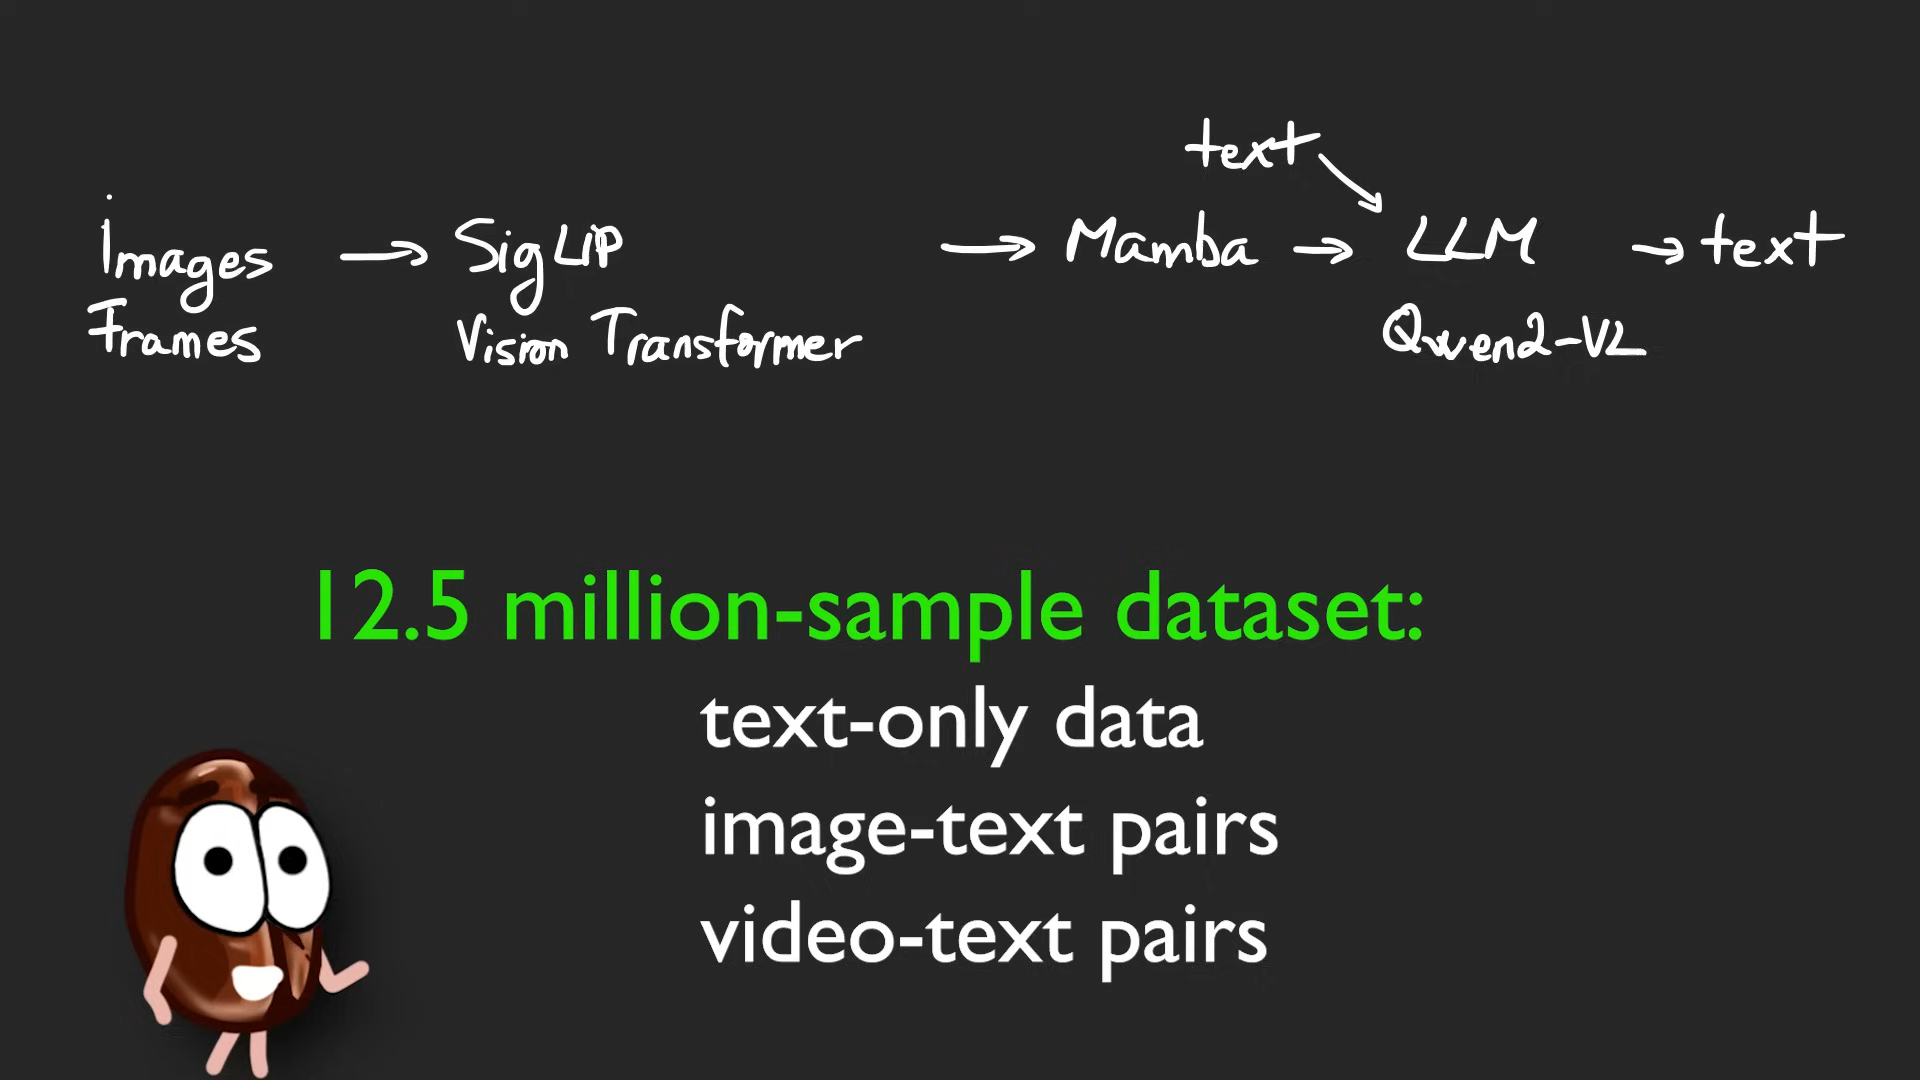 text
Images → SigLIP → Mamba → LLM → text
Frames Vision Transformer Qwen2-VL
12.5 million-sample dataset:
text-only data
image-text pairs
video-text pairs